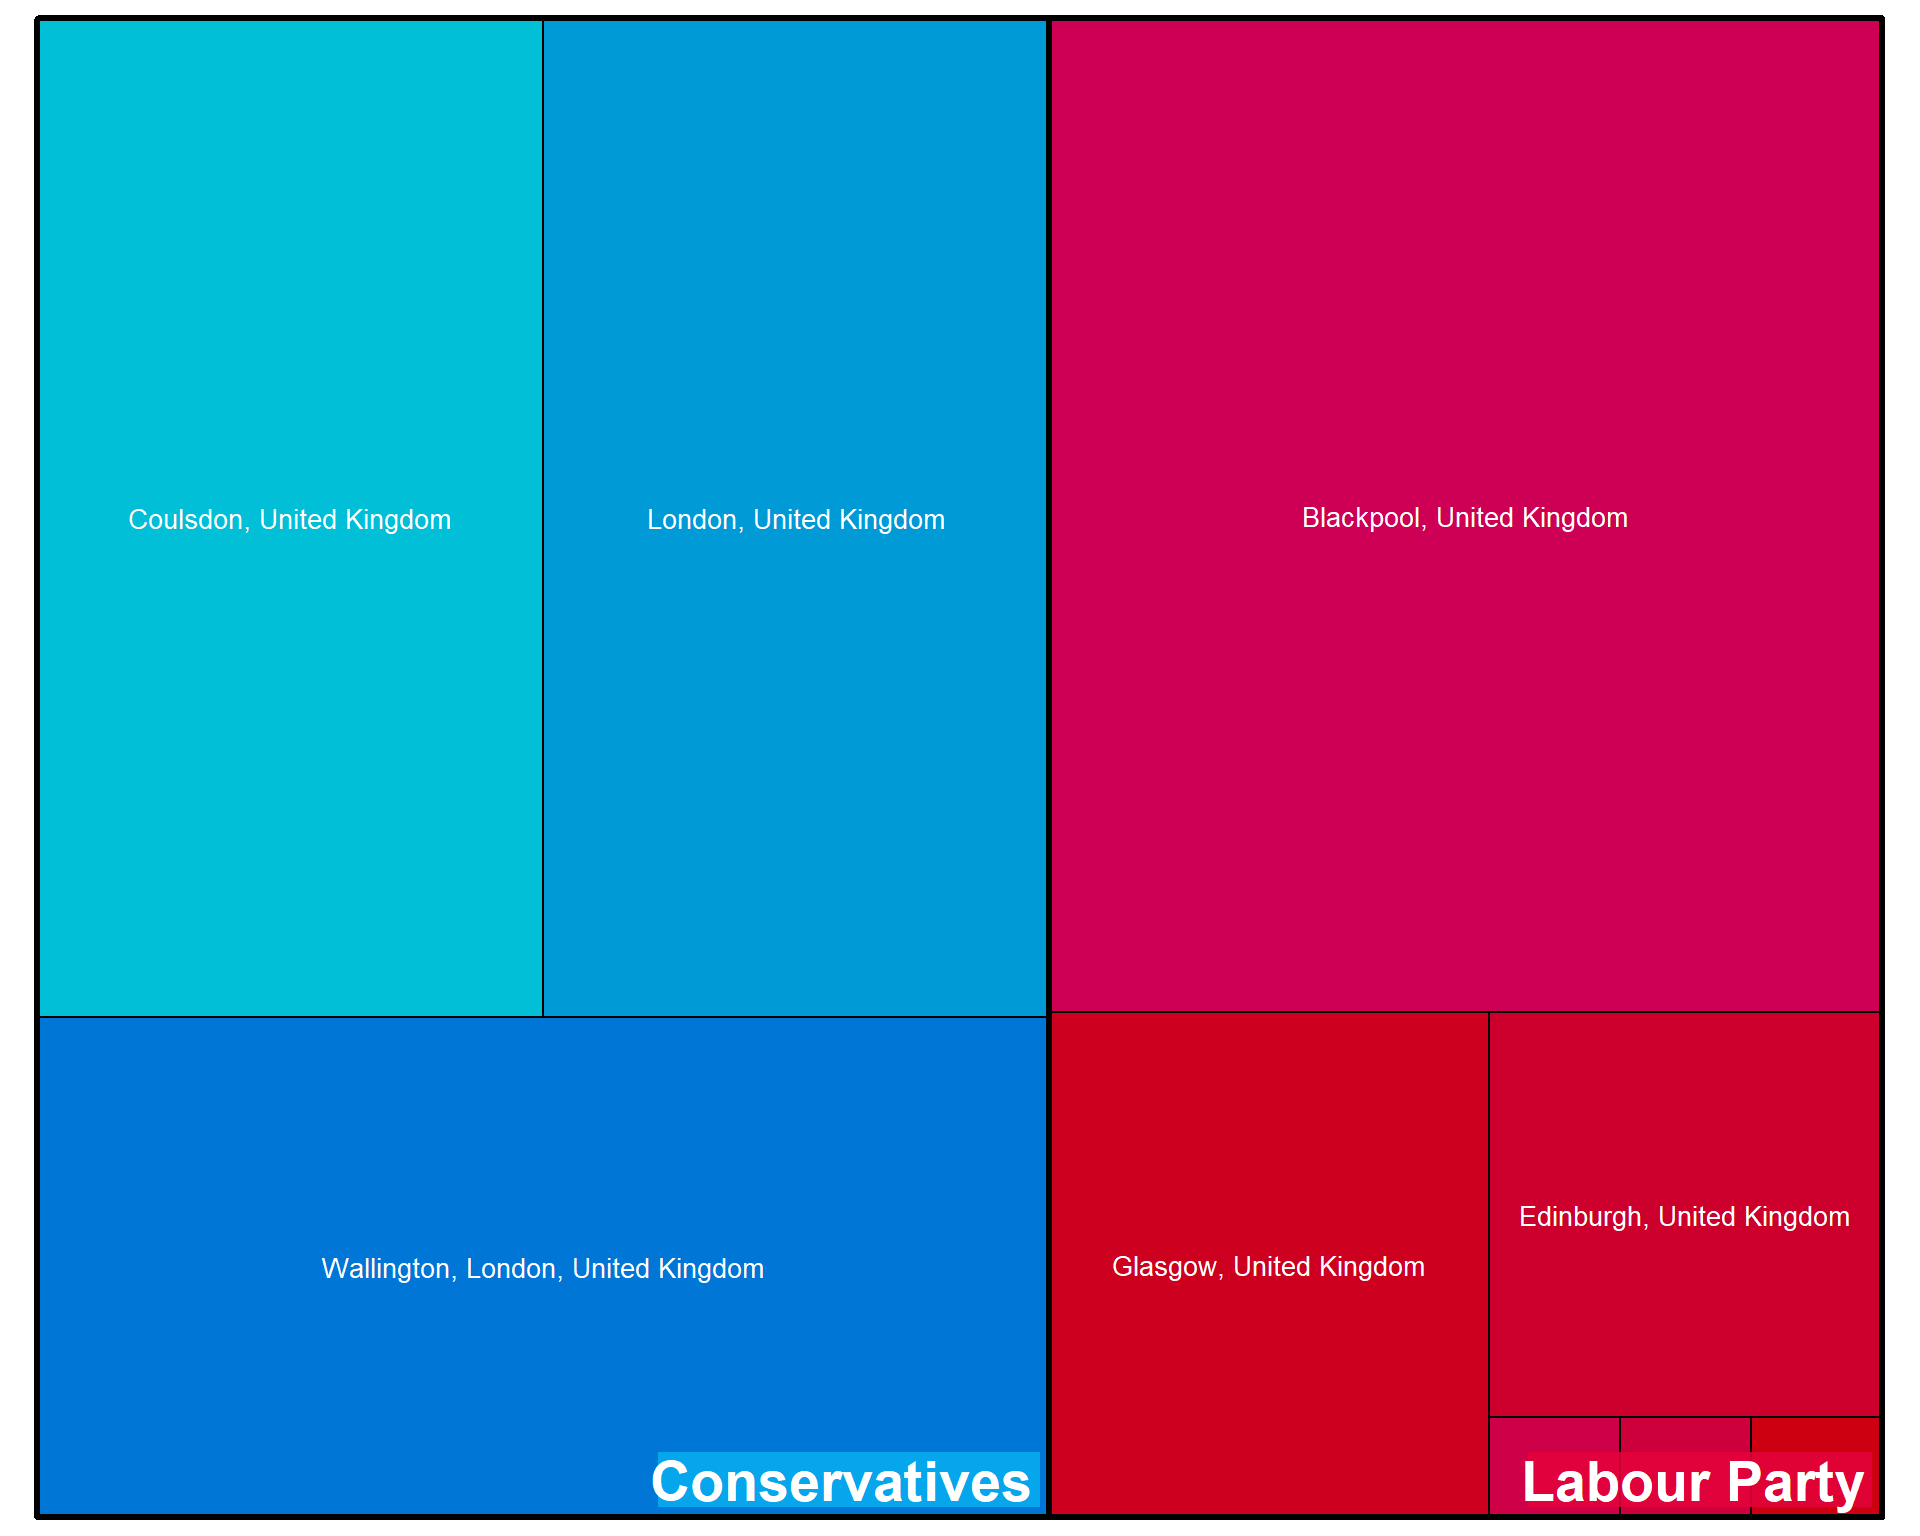 Coulsdon, United Kingdom
London, United Kingdom
Wallington, London, United Kingdom
Conservatives
Blackpool, United Kingdom
Glasgow, United Kingdom
Edinburgh, United Kingdom
Labour Party